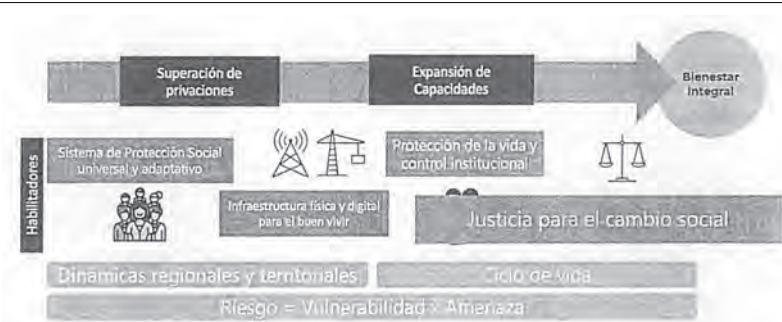 Superación de
privaciones
Expansión de
Capacidades
Bienestar
Integral
Habilitadores
Sistema de Protección Social
universal y adaptativo
Protección de la vida y
control institucional
Infraestructura física y digital
para el buen vivir
Justicia para el cambio social
Dinámicas regionales y territoriales
Ciclo de vida
Riesgo = Vulnerabilidad x Amenaza